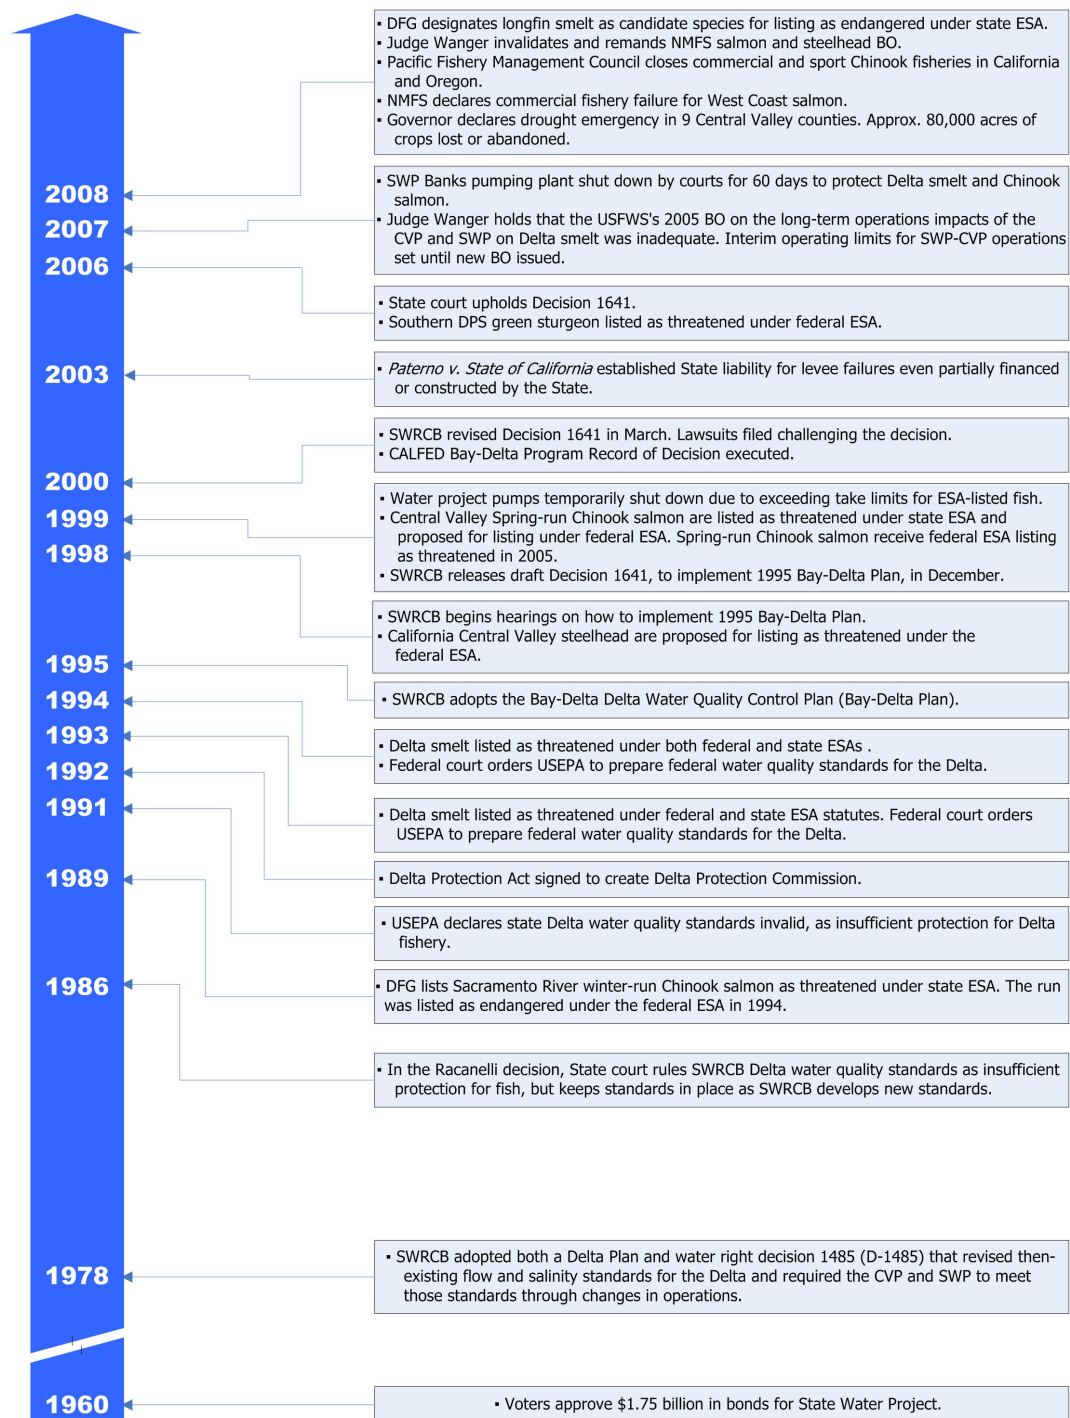 ▪ DFG designates longfin smelt as candidate species for listing as endangered under state ESA.
▪ Judge Wanger invalidates and remands NMFS salmon and steelhead BO.
▪ Pacific Fishery Management Council closes commercial and sport Chinook fisheries in California
and Oregon.
▪ NMFS declares commercial fishery failure for West Coast salmon.
▪ Governor declares drought emergency in 9 Central Valley counties. Approx. 80,000 acres of
crops lost or abandoned.
2008
▪ SWP Banks pumping plant shut down by courts for 60 days to protect Delta smelt and Chinook
salmon.
▪ Judge Wanger holds that the USFWS's 2005 BO on the long-term operations impacts of the
CVP and SWP on Delta smelt was inadequate. Interim operating limits for SWP-CVP operations
set until new BO issued.
2007
2006
▪ State court upholds Decision 1641.
▪ Southern DPS green sturgeon listed as threatened under federal ESA.
2003
▪ Paterno v. State of California established State liability for levee failures even partially financed
or constructed by the State.
▪ SWRCB revised Decision 1641 in March. Lawsuits filed challenging the decision.
▪ CALFED Bay-Delta Program Record of Decision executed.
2000
▪ Water project pumps temporarily shut down due to exceeding take limits for ESA-listed fish.
▪ Central Valley Spring-run Chinook salmon are listed as threatened under state ESA and
proposed for listing under federal ESA. Spring-run Chinook salmon receive federal ESA listing
as threatened in 2005.
▪ SWRCB releases draft Decision 1641, to implement 1995 Bay-Delta Plan, in December.
1999
1998
▪ SWRCB begins hearings on how to implement 1995 Bay-Delta Plan.
▪ California Central Valley steelhead are proposed for listing as threatened under the
federal ESA.
1995
▪ SWRCB adopts the Bay-Delta Delta Water Quality Control Plan (Bay-Delta Plan).
1994
▪ Delta smelt listed as threatened under both federal and state ESAs .
▪ Federal court orders USEPA to prepare federal water quality standards for the Delta.
1993
▪ Delta smelt listed as threatened under federal and state ESA statutes. Federal court orders
USEPA to prepare federal water quality standards for the Delta.
1992
▪ Delta Protection Act signed to create Delta Protection Commission.
1991
▪ USEPA declares state Delta water quality standards invalid, as insufficient protection for Delta
fishery.
1989
▪ DFG lists Sacramento River winter-run Chinook salmon as threatened under state ESA. The run
was listed as endangered under the federal ESA in 1994.
1986
▪ In the Racanelli decision, State court rules SWRCB Delta water quality standards as insufficient
protection for fish, but keeps standards in place as SWRCB develops new standards.
1978
▪ SWRCB adopted both a Delta Plan and water right decision 1485 (D-1485) that revised then-
existing flow and salinity standards for the Delta and required the CVP and SWP to meet
those standards through changes in operations.
1960
▪ Voters approve $1.75 billion in bonds for State Water Project.